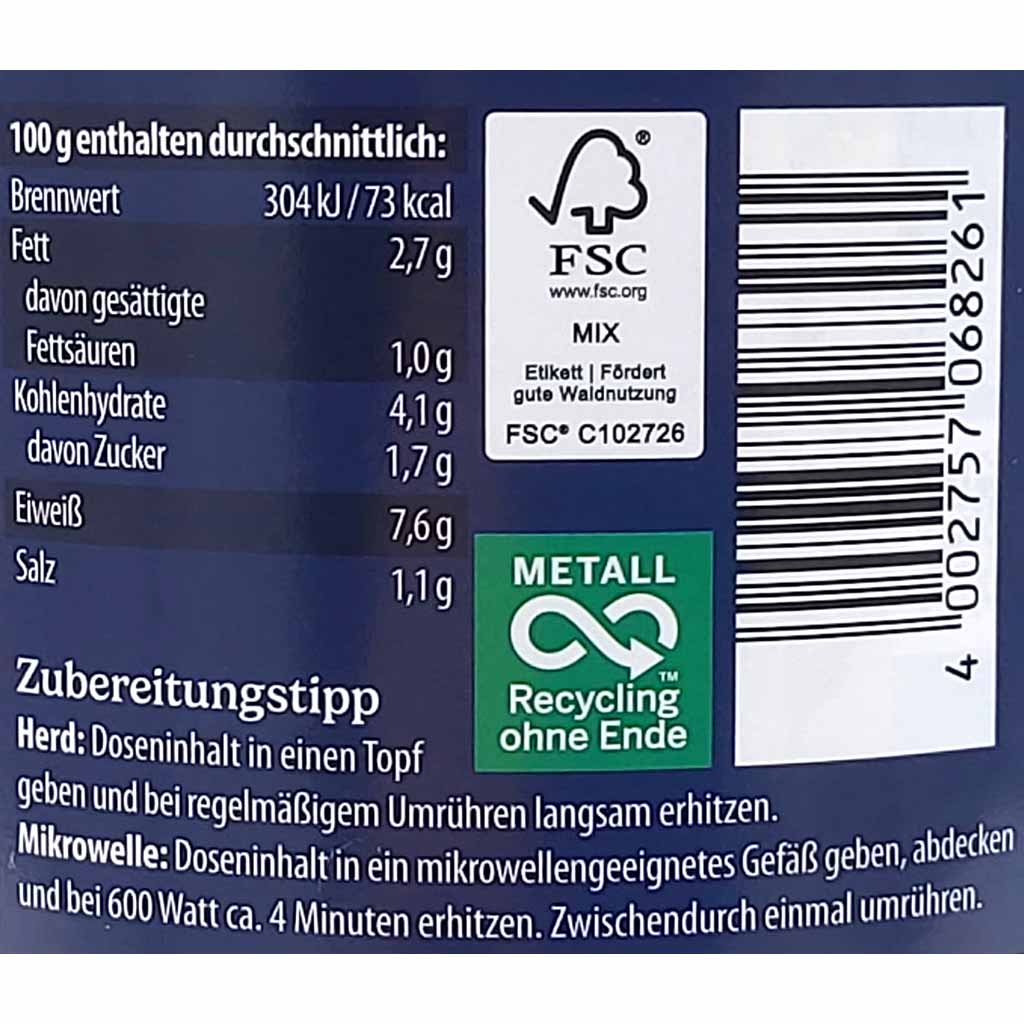 100 g enthalten durchschnittlich:
Brennwert 304 kJ / 73 kcal
Fett 2,7 g
davon gesättigte
Fettsäuren 1,0 g
Kohlenhydrate 4,1 g
davon Zucker 1,7 g
Eiweiß 7,6 g
Salz 1,1 g
®
FSC
www.fsc.org
MIX
Etikett | Fördert
gute Waldnutzung
FSC® C102726
METALL
TM
Recycling
ohne Ende
4 002757 068261
Zubereitungstipp
Herd: Doseninhalt in einen Topf
geben und bei regelmäßigem Umrühren langsam erhitzen.
Mikrowelle: Doseninhalt in ein mikrowellengeeignetes Gefäß geben, abdecken
und bei 600 Watt ca. 4 Minuten erhitzen. Zwischendurch einmal umrühren.